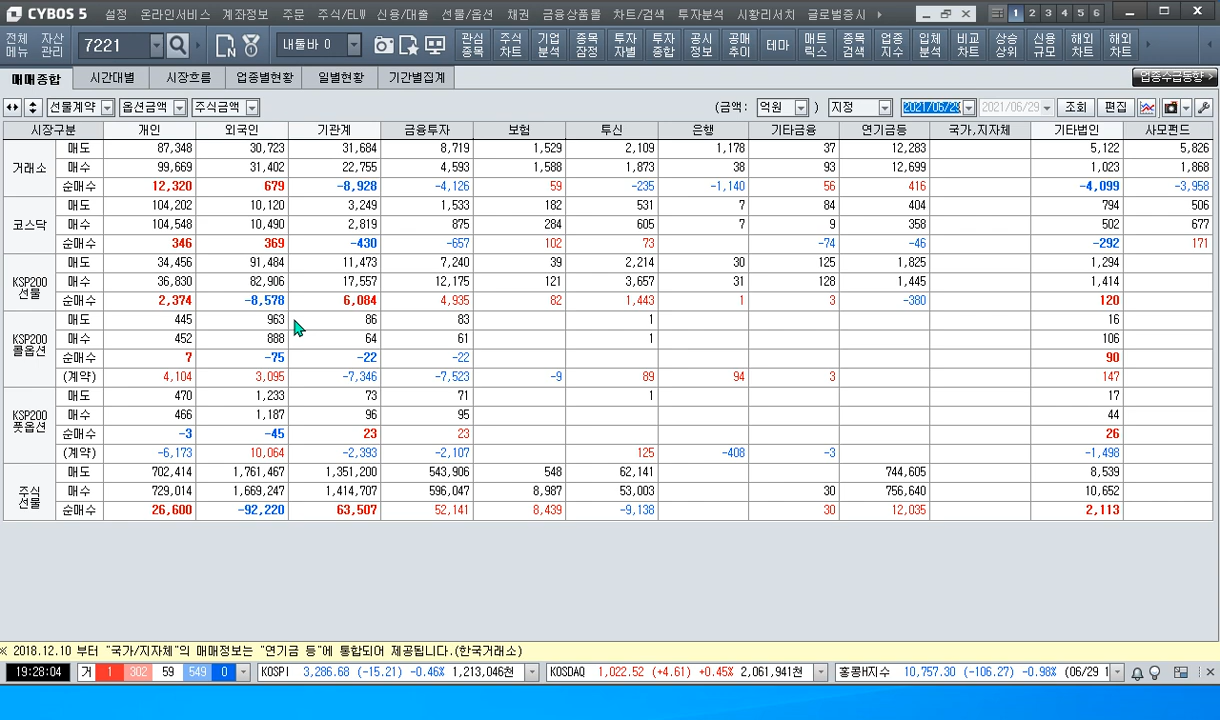 CYBOS 5 설정 온라인서비스 계좌정보 주문 주식/ELW 신용/대출 선물/옵션 채권 금융상품몰 차트/검색 투자분석 시황리서치 글로벌증시 1 2 3 4 5 6
전체메뉴 자산관리 7221 내툴바 0 관심종목 주식차트 기업분석 종목잠정 투자자별 투자종합 공시정보 공매추이 테마 매트릭스 종목검색 업종지수 입체분석 비교차트 상승상위 신용규모 해외차트 해외차트
매매종합 시간대별 시장흐름 업종별현황 일별현황 기간별집계 업종수급동향 >
선물계약 옵션금액 주식금액 (금액: 억원 ) 지정 2021/06/29 2021/06/29 조회 편집
시장구분 개인 외국인 기관계 금융투자 보험 투신 은행 기타금융 연기금등 국가,지자체 기타법인 사모펀드
거래소
매도 87,348 30,723 31,684 8,719 1,529 2,109 1,178 37 12,283 5,122 5,826
매수 99,669 31,402 22,755 4,593 1,588 1,873 38 93 12,699 1,023 1,868
순매수 12,320 679 -8,928 -4,126 59 -235 -1,140 56 416 -4,099 -3,958
코스닥
매도 104,202 10,120 3,249 1,533 182 531 7 84 404 794 506
매수 104,548 10,490 2,819 875 284 605 7 9 358 502 677
순매수 346 369 -430 -657 102 73 -74 -46 -292 171
KSP200 선물
매도 34,456 91,484 11,473 7,240 39 2,214 30 125 1,825 1,294
매수 36,830 82,906 17,557 12,175 121 3,657 31 128 1,445 1,414
순매수 2,374 -8,578 6,084 4,935 82 1,443 1 3 -380 120
KSP200 콜옵션
매도 445 963 86 83 1 16
매수 452 888 64 61 1 106
순매수 7 -75 -22 -22 90
(계약) 4,104 3,095 -7,346 -7,523 -9 89 94 3 147
KSP200 풋옵션
매도 470 1,233 73 71 1 17
매수 466 1,187 96 95 44
순매수 -3 -45 23 23 26
(계약) -6,173 10,064 -2,393 -2,107 125 -408 -3 -1,498
주식 선물
매도 702,414 1,761,467 1,351,200 543,906 548 62,141 744,605 8,539
매수 729,014 1,669,247 1,414,707 596,047 8,987 53,003 30 756,640 10,652
순매수 26,600 -92,220 63,507 52,141 8,439 -9,138 30 12,035 2,113
※ 2018.12.10 부터 "국가/지자체"의 매매정보는 "연기금 등"에 통합되어 제공됩니다.(한국거래소)
19:28:04 거 1 302 59 549 0 KOSPI 3,286.68 (-15.21) -0.46% 1,213,046천 KOSDAQ 1,022.52 (+4.61) +0.45% 2,061,941천 홍콩H지수 10,757.30 (-106.27) -0.98% (06/29 1